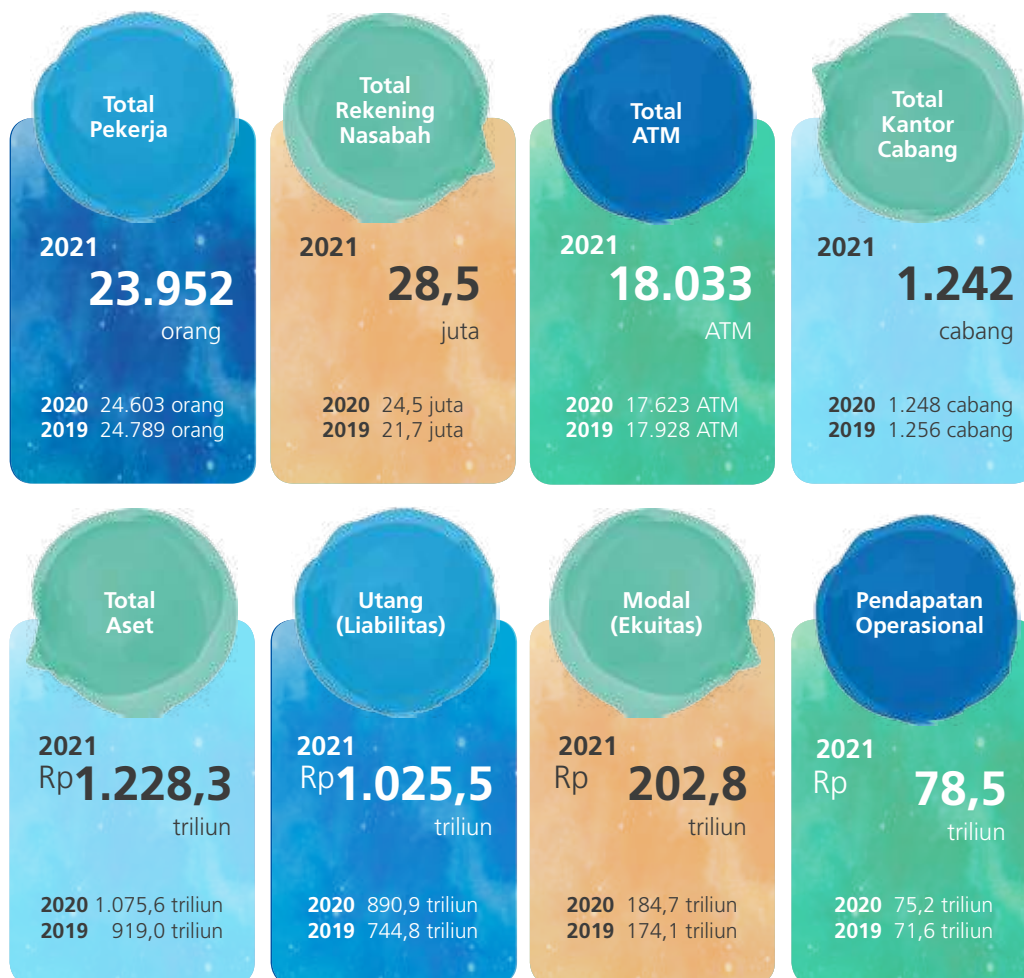 Total
Pekerja
2021
23.952
orang
2020 24.603 orang
2019 24.789 orang
Total
Rekening
Nasabah
2021
28,5
juta
2020 24,5 juta
2019 21,7 juta
Total
ATM
2021
18.033
ATM
2020 17.623 ATM
2019 17.928 ATM
Total
Kantor
Cabang
2021
1.242
cabang
2020 1.248 cabang
2019 1.256 cabang
Total
Aset
2021
Rp1.228,3
triliun
2020 1.075,6 triliun
2019 919,0 triliun
Utang
(Liabilitas)
2021
Rp1.025,5
triliun
2020 890,9 triliun
2019 744,8 triliun
Modal
(Ekuitas)
2021
Rp 202,8
triliun
2020 184,7 triliun
2019 174,1 triliun
Pendapatan
Operasional
2021
Rp 78,5
triliun
2020 75,2 triliun
2019 71,6 triliun